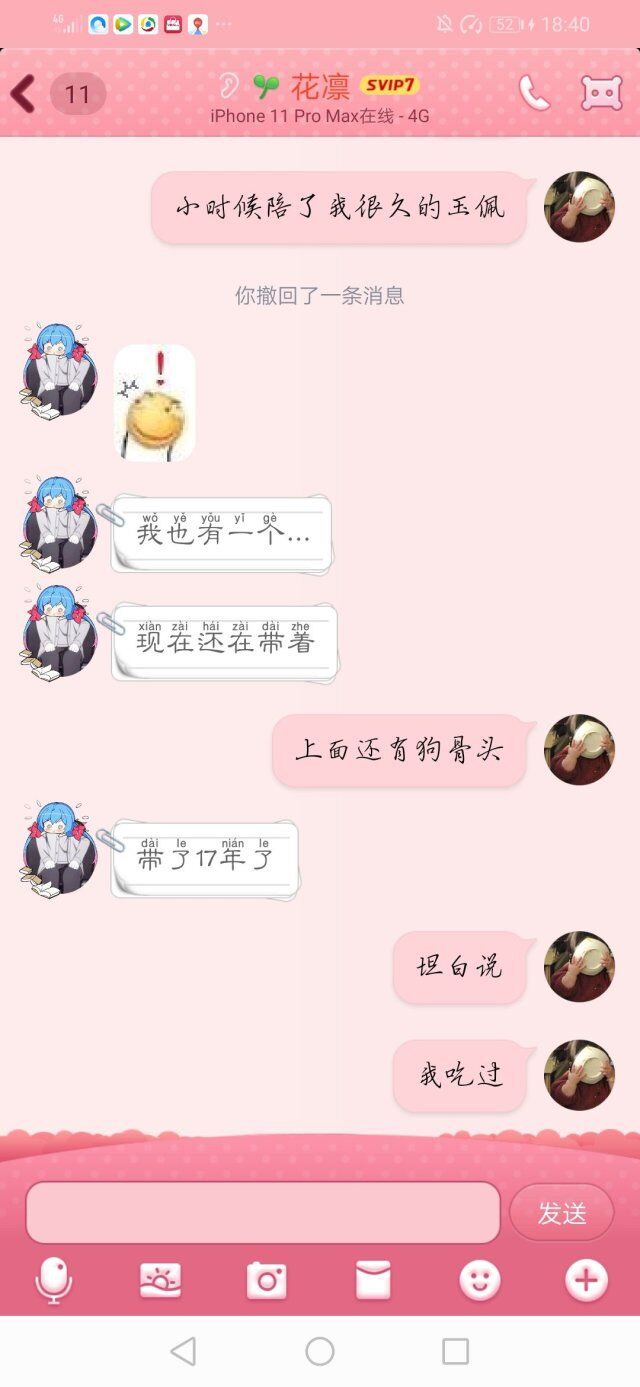 4G 52 18:40
11 花凛 SVIP7
iPhone 11 Pro Max在线 - 4G
小时候陪了我很久的玉佩
你撤回了一条消息
!
wǒ yě yǒu yī gè
我也有一个...
xiàn zài hái zài dài zhe
现在还在带着
上面还有狗骨头
dài le nián le
带了17年了
坦白说
我吃过
发送